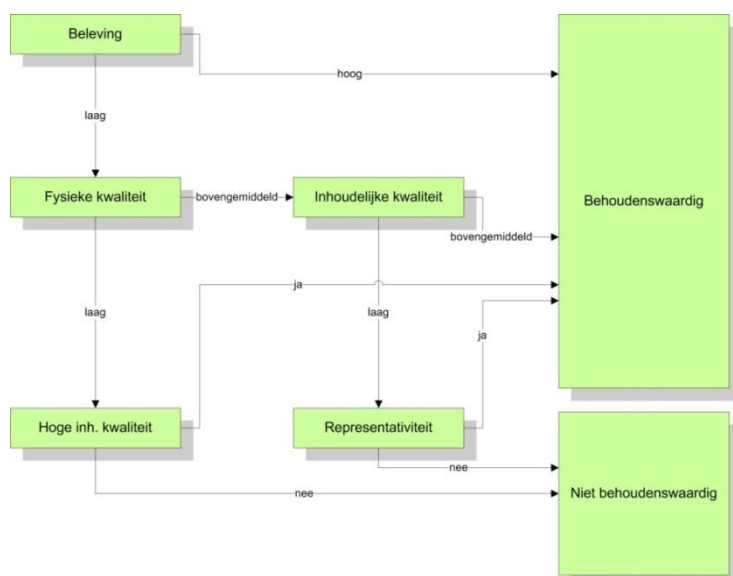 Beleving
hoog
laag
Fysieke kwaliteit
bovengemiddeld
Inhoudelijke kwaliteit
Behoudenswaardig
bovengemiddeld
ja
laag
laag
ja
Hoge inh. kwaliteit
Representativiteit
nee
nee
Niet behoudenswaardig